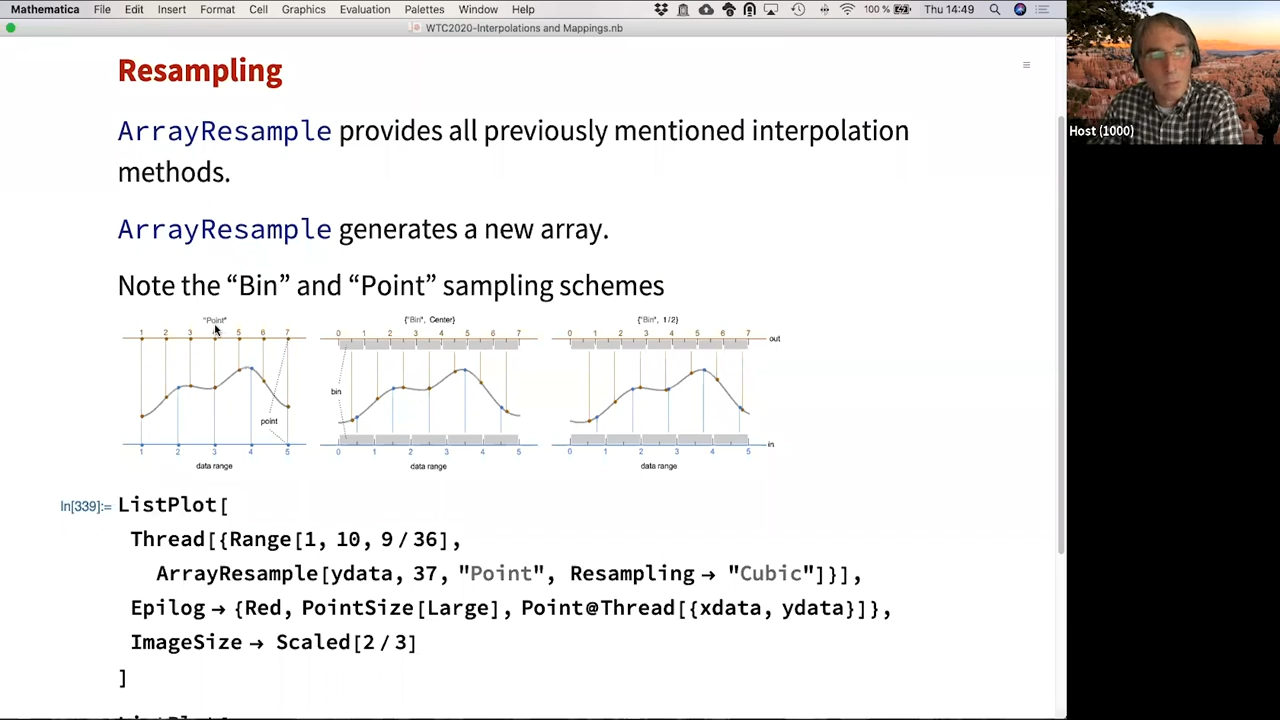 Mathematica File Edit Insert Format Cell Graphics Evaluation Palettes Window Help 100 % Thu 14:49
WTC2020-Interpolations and Mappings.nb
Resampling
Host (1000)
ArrayResample provides all previously mentioned interpolation
methods.
ArrayResample generates a new array.
Note the “Bin” and “Point” sampling schemes
"Point" {"Bin", Center} {"Bin", 1/2}
1 2 3 4 5 6 7 0 1 2 3 4 5 6 7 0 1 2 3 4 5 6 7
out
bin
point
in
1 2 3 4 5 0 1 2 3 4 5 0 1 2 3 4 5
data range data range data range
In[339]:= ListPlot[
Thread[{Range[1, 10, 9 / 36],
ArrayResample[ydata, 37, "Point", Resampling → "Cubic"]}],
Epilog → {Red, PointSize[Large], Point@Thread[{xdata, ydata}]},
ImageSize → Scaled[2 / 3]
]